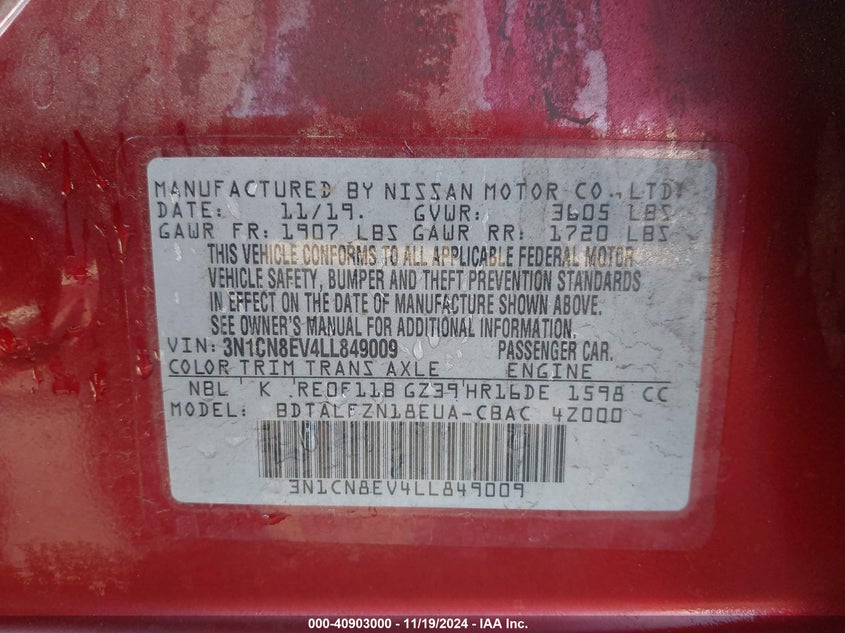 MANUFACTURED BY NISSAN MOTOR CO., LTD.
DATE: 11/19. GVWR: 3605 LBS
GAWR FR: 1907 LBS GAWR RR: 1720 LBS
THIS VEHICLE CONFORMS TO ALL APPLICABLE FEDERAL MOTOR
VEHICLE SAFETY, BUMPER AND THEFT PREVENTION STANDARDS
IN EFFECT ON THE DATE OF MANUFACTURE SHOWN ABOVE.
SEE OWNER'S MANUAL FOR ADDITIONAL INFORMATION.
VIN: 3N1CN8EV4LL849009 PASSENGER CAR.
COLOR TRIM TRANS AXLE ENGINE
NBL K RE0F11B GZ39 HR16DE 1598 CC
MODEL: BDTALFZN18EUA-CBAC 4Z000
3N1CN8EV4LL849009
000-40903000 — 11/19/2024 — IAA Inc.